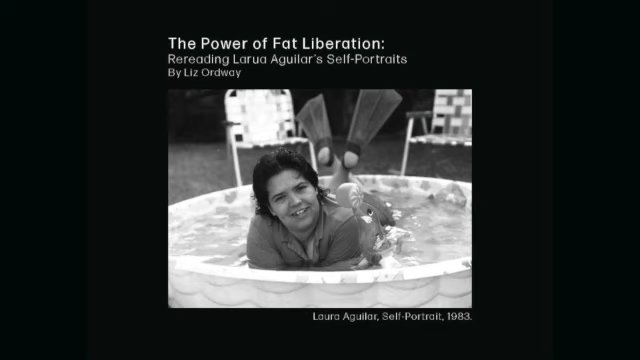 The Power of Fat Liberation:
Rereading Larua Aguilar's Self-Portraits
By Liz Ordway
Laura Aguilar, Self-Portrait, 1983.